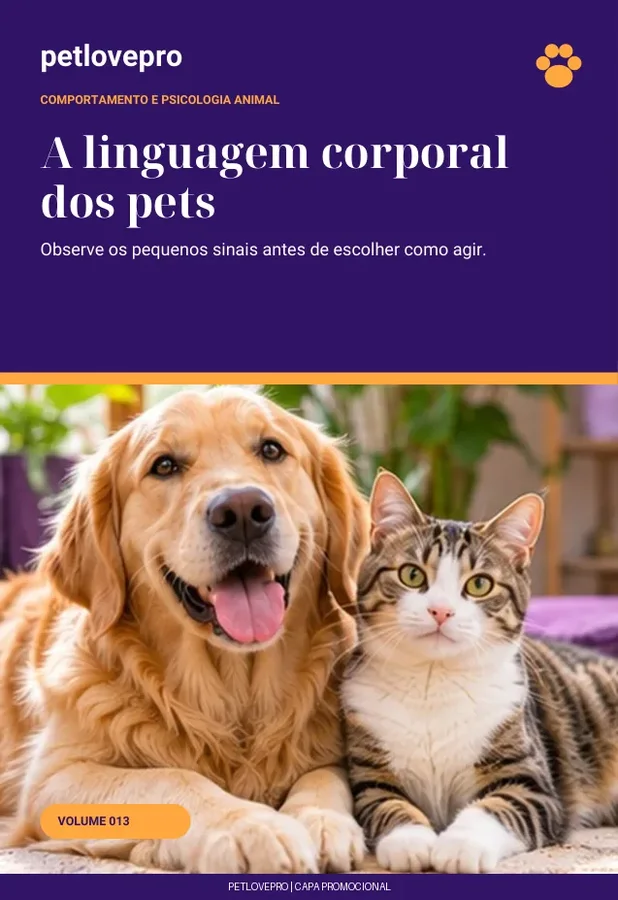 petlovepro
COMPORTAMENTO E PSICOLOGIA ANIMAL
A linguagem corporal
dos pets
Observe os pequenos sinais antes de escolher como agir.
VOLUME 013
PETLOVEPRO | CAPA PROMOCIONAL